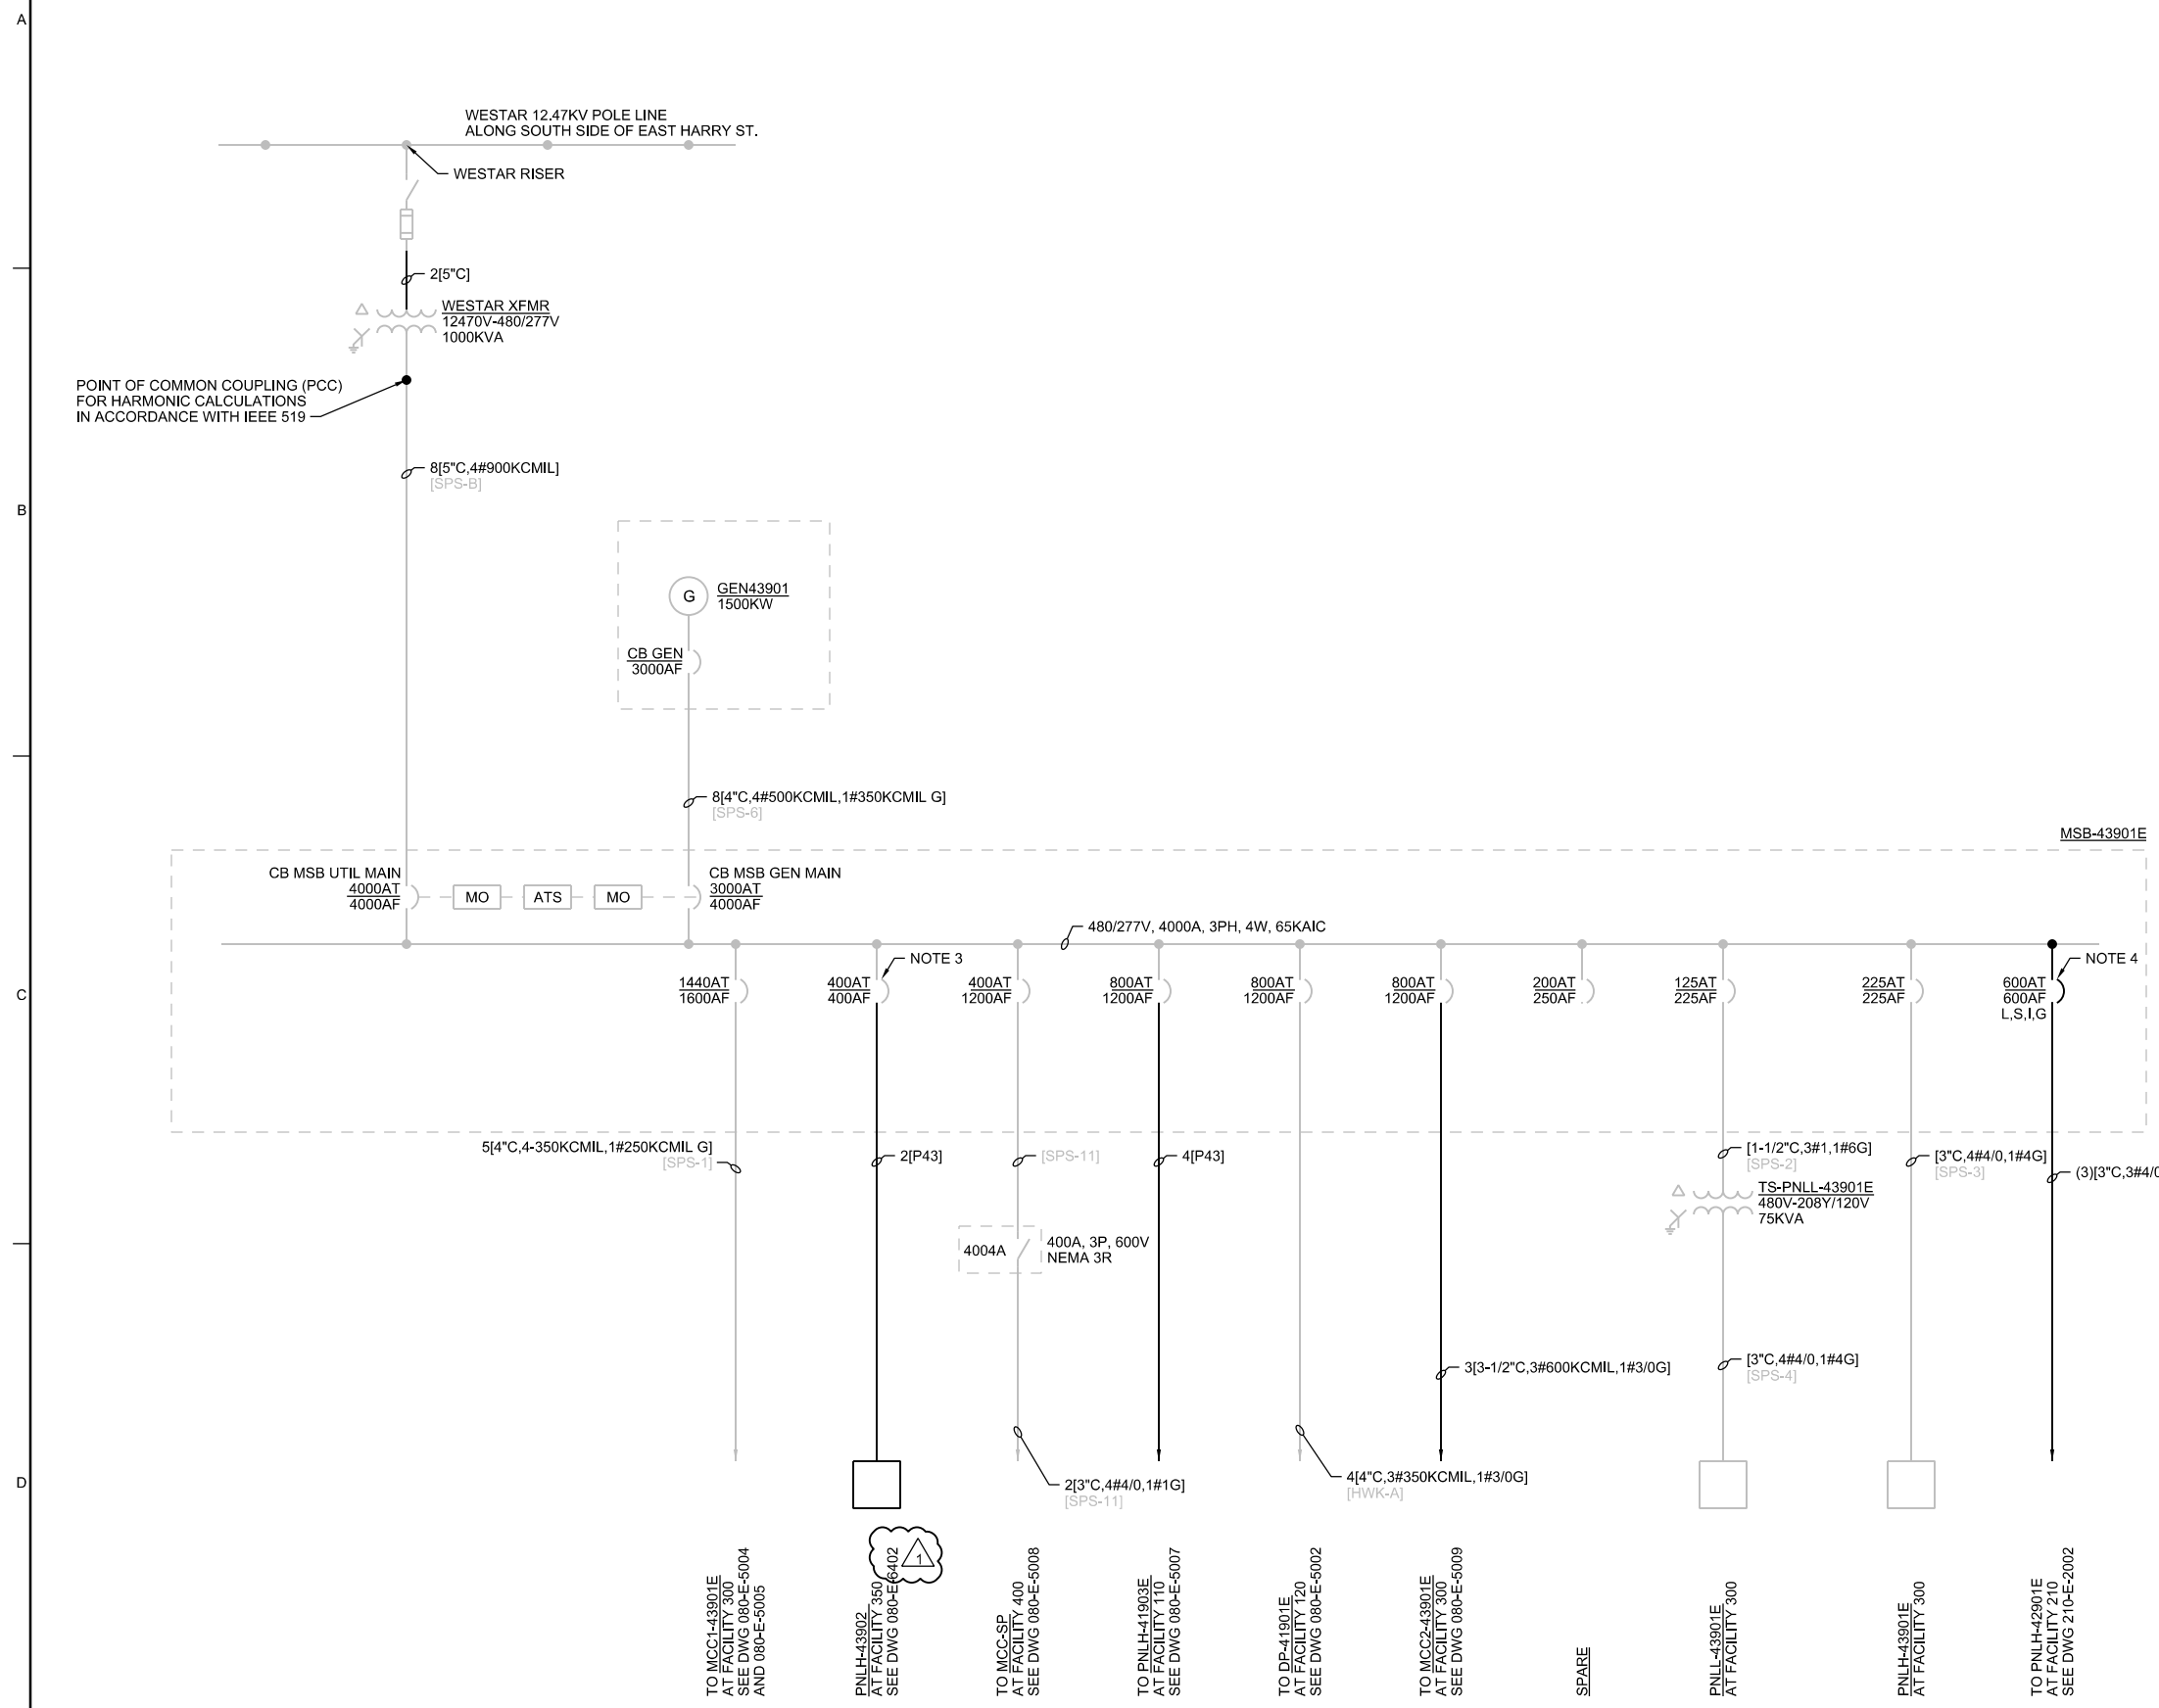 A
WESTAR 12.47KV POLE LINE
ALONG SOUTH SIDE OF EAST HARRY ST.
WESTAR RISER
2[5"C]
WESTAR XFMR
12470V-480/277V
1000KVA
POINT OF COMMON COUPLING (PCC)
FOR HARMONIC CALCULATIONS
IN ACCORDANCE WITH IEEE 519
8[5"C,4#900KCMIL]
[SPS-B]
B
G
GEN43901
1500KW
CB GEN
3000AF
8[4"C,4#500KCMIL,1#350KCMIL G]
[SPS-6]
MSB-43901E
CB MSB UTIL MAIN
4000AT
4000AF
MO
ATS
MO
CB MSB GEN MAIN
3000AT
4000AF
480/277V, 4000A, 3PH, 4W, 65KAIC
C
1440AT
1600AF
NOTE 3
400AT
400AF
400AT
1200AF
800AT
1200AF
800AT
1200AF
800AT
1200AF
200AT
250AF
125AT
225AF
225AT
225AF
NOTE 4
600AT
600AF
L,S,I,G
5[4"C,4-350KCMIL,1#250KCMIL G]
[SPS-1]
2[P43]
[SPS-11]
4[P43]
[1-1/2"C,3#1,1#6G]
[SPS-2]
[3"C,4#4/0,1#4G]
[SPS-3]
(3)[3"C,3#4/0
TS-PNLL-43901E
480V-208Y/120V
75KVA
4004A
400A, 3P, 600V
NEMA 3R
3[3-1/2"C,3#600KCMIL,1#3/0G]
[3"C,4#4/0,1#4G]
[SPS-4]
D
2[3"C,4#4/0,1#1G]
[SPS-11]
4[4"C,3#350KCMIL,1#3/0G]
[HWK-A]
1
TO MCC1-43901E
AT FACILITY 300
SEE DWG 080-E-5004
AND 080-E-5005
PNLH-43902
AT FACILITY 350
SEE DWG 080-E-6402
TO MCC-SP
AT FACILITY 400
SEE DWG 080-E-5008
TO PNLH-41903E
AT FACILITY 110
SEE DWG 080-E-5007
TO DP-41901E
AT FACILITY 120
SEE DWG 080-E-5002
TO MCC2-43901E
AT FACILITY 300
SEE DWG 080-E-5009
SPARE
PNLL-43901E
AT FACILITY 300
PNLH-43901E
AT FACILITY 300
TO PNLH-42901E
AT FACILITY 210
SEE DWG 210-E-2002